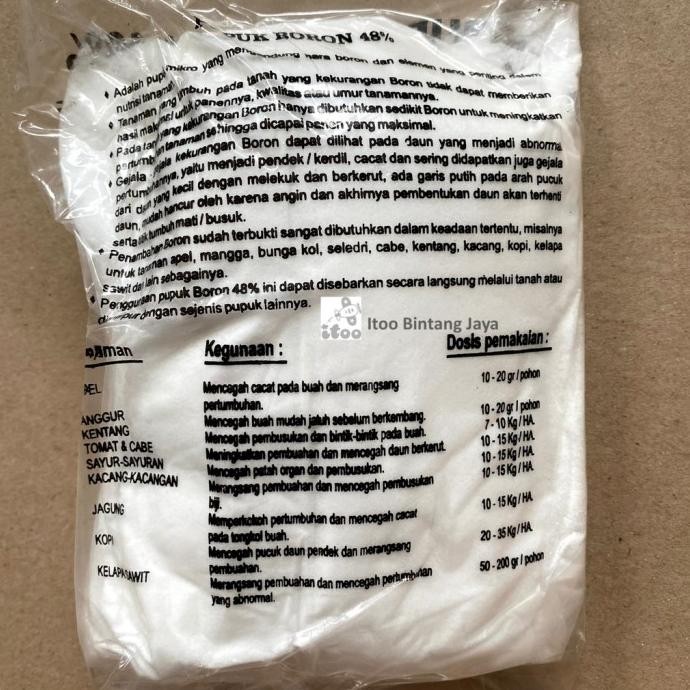 PUK BORON 48%
♦ Adalah pupuk mikro yang mengandung hara boron dan elemen yang penting dalam
nutrisi tanaman
♦ Tanaman yang tumbuh pada tanah yang kekurangan Boron tidak dapat memberikan
hasil maksimal untuk panennya, kwalitas atau umur tanamannya.
♦ Pada tanah yang kekurangan Boron hanya dibutuhkan sedikit Boron untuk meningkatkan
pertumbuhan tanaman sehingga dicapai panen yang maksimal.
♦ Gejala - gejala kekurangan Boron dapat dilihat pada daun yang menjadi abnorma
pertumbuhannya, yaitu menjadi pendek / kerdil, cacat dan sering didapatkan juga gejala
dari daun yang kecil dengan melekuk dan berkerut, ada garis putih pada arah pucuk
daun, mudah hancur oleh karena angin dan akhirnya pembentukan daun akan terhenti
serta titik tumbuh mati / busuk.
♦ Penambahan Boron sudah terbukti sangat dibutuhkan dalam keadaan tertentu, misalnya
untuk tanaman apel, mangga, bunga kol, seledri, cabe, kentang, kacang, kopi, kelapa
sawit dan lain sebagainya.
♦ Penggunaan pupuk Boron 48% ini dapat disebarkan secara langsung melalui tanah atau
dicampur dengan sejenis pupuk lainnya.
itoo Itoo Bintang Jaya
aman Kegunaan : Dosis pemakaian :
PEL Mencegah cacat pada buah dan merangsang 10 - 20 gr / pohon
pertumbuhan.
ANGGUR Mencegah buah mudah jatuh sebelum berkembang. 10 - 20 gr / pohon
KENTANG Mencegah pembusukan dan bintik-bintik pada buah. 7 - 10 Kg / HA.
TOMAT & CABE Meningkatkan pembuahan dan mencegah daun berkerut. 10 - 15 Kg / HA.
SAYUR-SAYURAN Mencegah patah organ dan pembusukan. 10 - 15 Kg / HA.
KACANG-KACANGAN Merangsang pembuahan dan mencegah pembusukan 10 - 15 Kg / HA.
biji.
JAGUNG Memperkokoh pertumbuhan dan mencegah cacat 10 - 15 Kg / HA.
pada tongkol buah.
KOPI Mencegah pucuk daun pendek dan merangsang 20 - 35 Kg / HA.
pembuahan.
KELAPA SAWIT Merangsang pembuahan dan mencegah pertumbuhan 50 - 200 gr / pohon
yang abnormal.